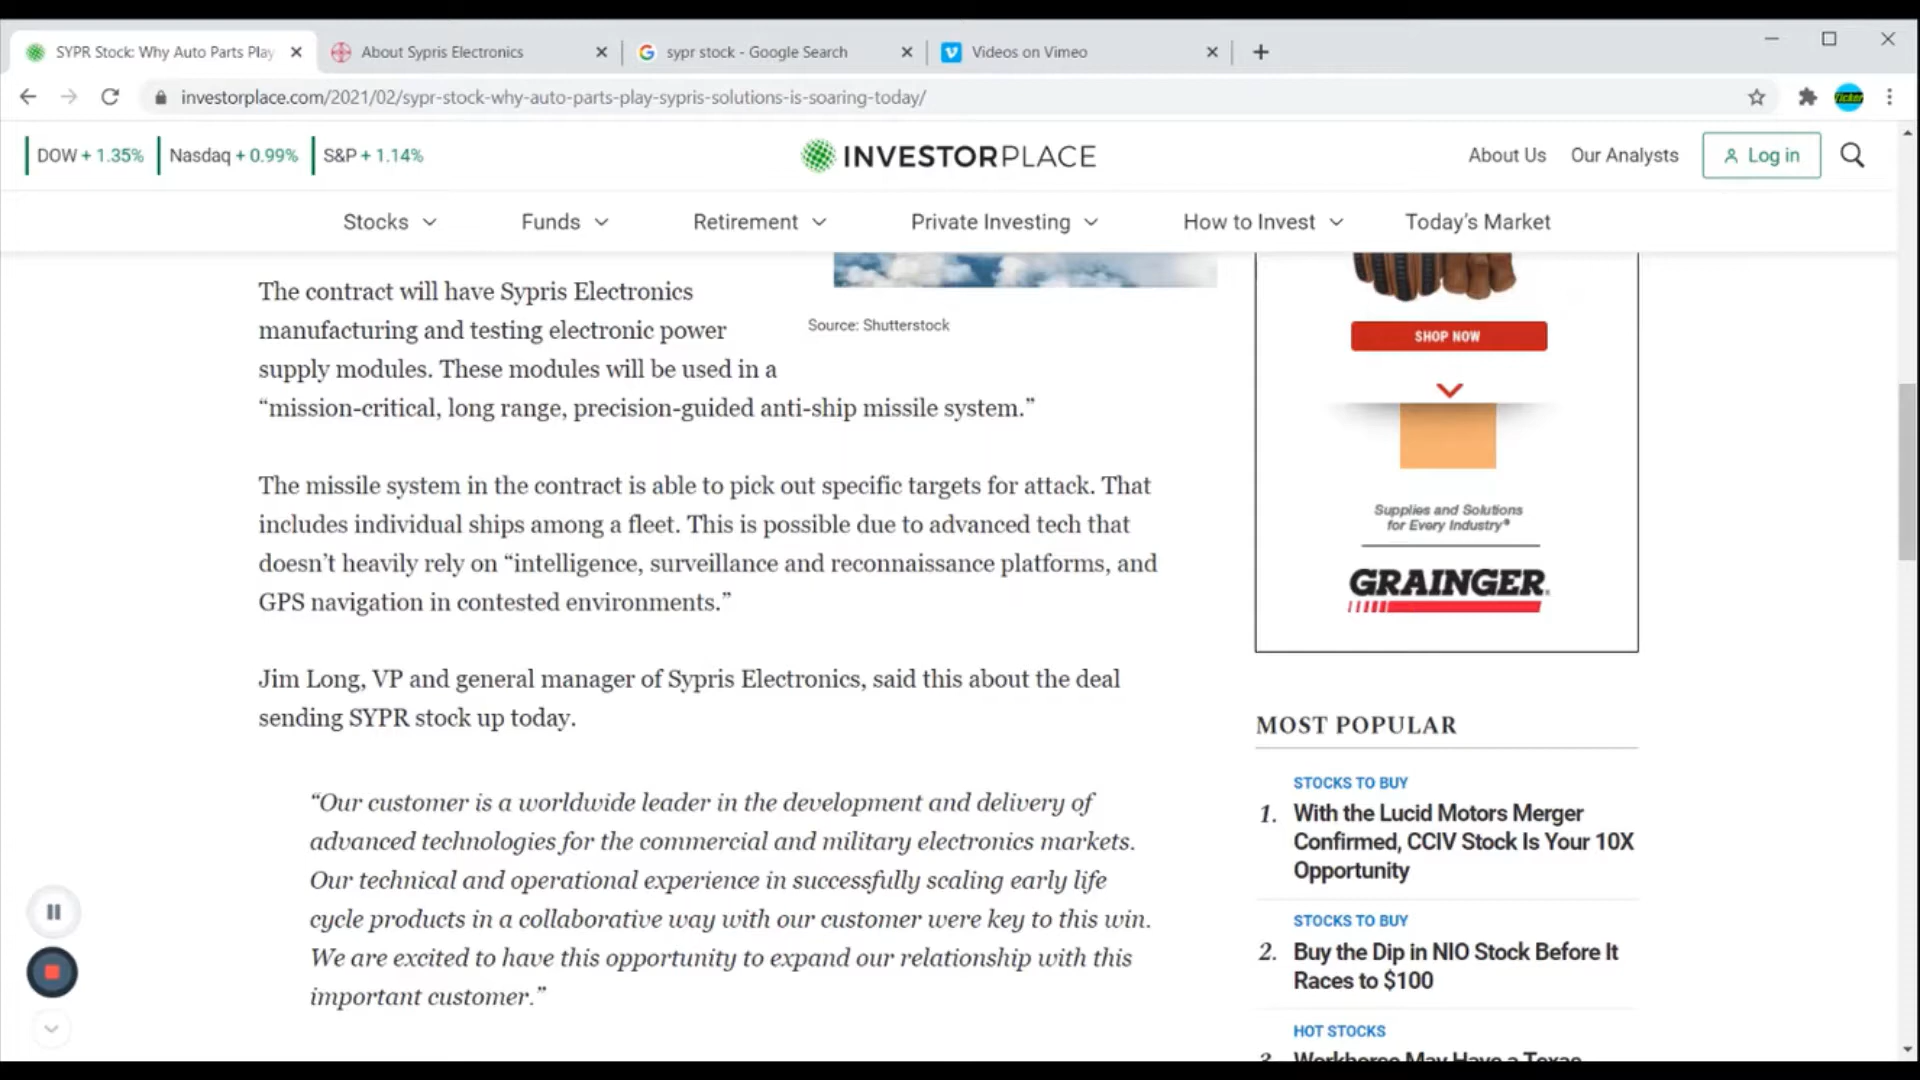 SYPR Stock: Why Auto Parts Play
About Sypris Electronics
sypr stock - Google Search
Videos on Vimeo
investorplace.com/2021/02/sypr-stock-why-auto-parts-play-sypris-solutions-is-soaring-today/
Ticker
DOW + 1.35%
Nasdaq + 0.99%
S&P + 1.14%
INVESTORPLACE
About Us
Our Analysts
Log in
Stocks
Funds
Retirement
Private Investing
How to Invest
Today's Market
The contract will have Sypris Electronics
manufacturing and testing electronic power
supply modules. These modules will be used in a
“mission-critical, long range, precision-guided anti-ship missile system.”
Source: Shutterstock
The missile system in the contract is able to pick out specific targets for attack. That
includes individual ships among a fleet. This is possible due to advanced tech that
doesn’t heavily rely on “intelligence, surveillance and reconnaissance platforms, and
GPS navigation in contested environments.”
Jim Long, VP and general manager of Sypris Electronics, said this about the deal
sending SYPR stock up today.
“Our customer is a worldwide leader in the development and delivery of
advanced technologies for the commercial and military electronics markets.
Our technical and operational experience in successfully scaling early life
cycle products in a collaborative way with our customer were key to this win.
We are excited to have this opportunity to expand our relationship with this
important customer.”
SHOP NOW
Supplies and Solutions
for Every Industry®
GRAINGER
MOST POPULAR
STOCKS TO BUY
1. With the Lucid Motors Merger
Confirmed, CCIV Stock Is Your 10X
Opportunity
STOCKS TO BUY
2. Buy the Dip in NIO Stock Before It
Races to $100
HOT STOCKS
3. Workhorse May Have a Texas